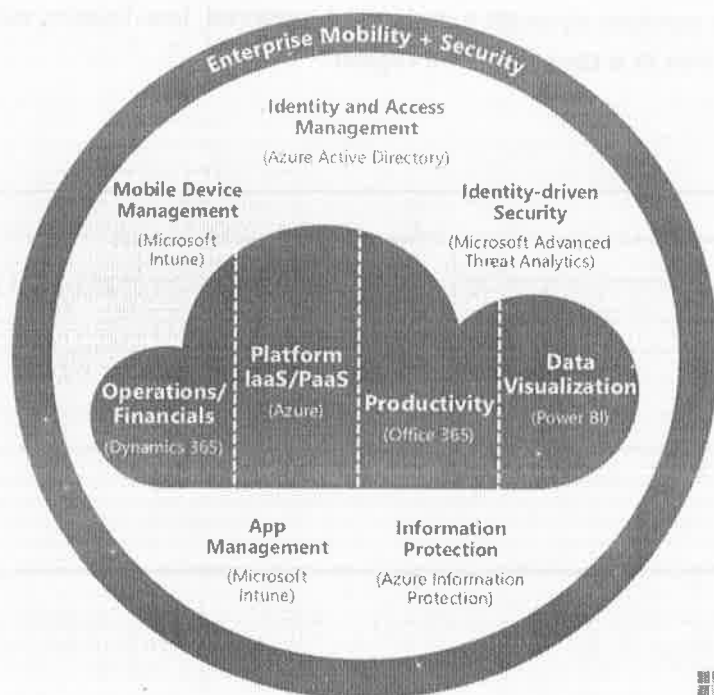 Enterprise Mobility + Security
Identity and Access
Management
(Azure Active Directory)
Mobile Device
Management
(Microsoft
Intune)
Identity-driven
Security
(Microsoft Advanced
Threat Analytics)
Operations/
Financials
(Dynamics 365)
Platform
IaaS/PaaS
(Azure)
Productivity
(Office 365)
Data
Visualization
(Power BI)
App
Management
(Microsoft
Intune)
Information
Protection
(Azure Information
Protection)